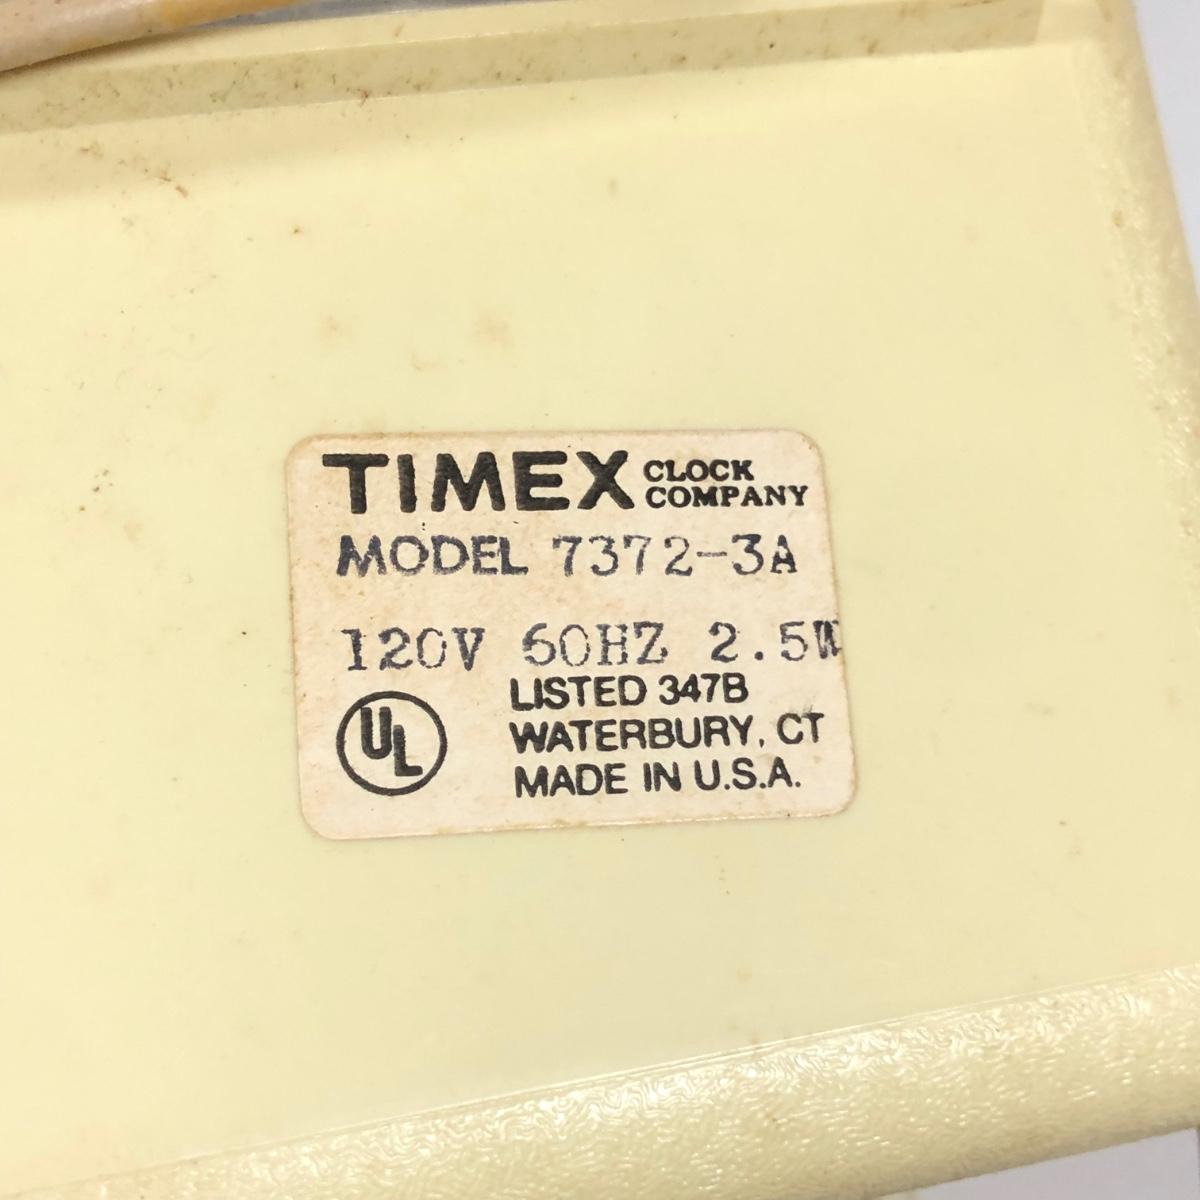 TIMEX CLOCK COMPANY
MODEL 7372-3A
120V 60HZ 2.5W
UL LISTED 347B
WATERBURY, CT
MADE IN U.S.A.